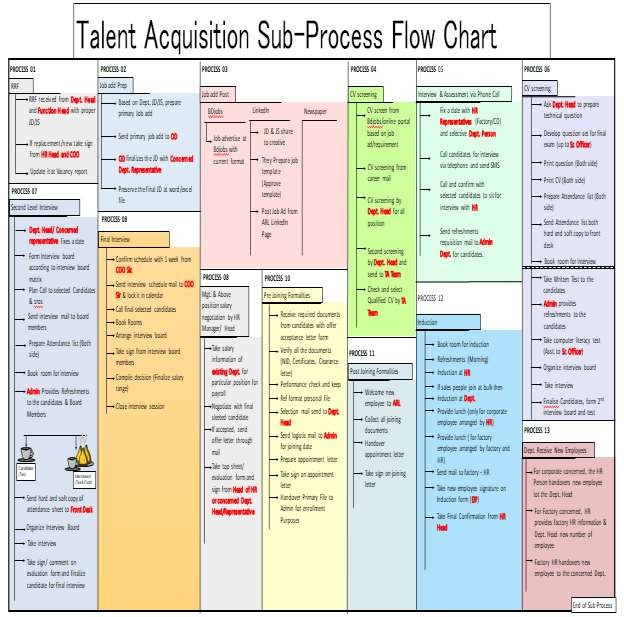 Talent Acquisition Sub-Process Flow Chart
PROCESS 01
RRF
RRF received from Dept. Head
and Function Head with proper
JD/JS
If replacement/new take sign
from HR Head and COO
Update it at Vacancy report
PROCESS 02
Job add Prep
Based on Dept. JD/JS, prepare
primary Job add
Send primary job add to OD
OD finalizes the JD with Concerned
Dept. Representative
Preserve the final JD at word/excel
file
PROCESS 03
Job add Post
BDJobs
Job advertise at
Bdjobs with
current format
LinkedIn
JD & JS share
to creative
They Prepare job
template
(Approve
template)
Post Job Ad from
ARL LinkedIn
Page
Newspaper
PROCESS 04
CV screening
CV screen from
Bdjobs/online portal
based on job
ad/requirement
CV screening from
career mail
CV screening by
Dept. Head for all
position
Second screening
by Dept. Head and
send to TA Team
Check and select
Qualified CV by TA
Team
PROCESS 05
Interview & Assessment via Phone Call
Fix a date with HR
Representatives (Factory/CO)
and selective Dept. Person
Call candidates for interview
via telephone and send SMS
Call and confirm with
selected candidates to sit for
interview with HR
Send refreshments
requisition mail to Admin
Dept. for candidates.
PROCESS 06
CV screening
Ask Dept. Head to prepare
technical question
Develop question set for final
exam (up to Sr. Officer)
Print question (Both side)
Print CV (Both side)
Prepare Attendance list (Both
side)
Send Attendance list both
hard and soft copy to front
desk
Book room for interview
Take Written Test to the
candidates
Admin provides
refreshments to the
candidates
Take computer literacy test
(Asst. to Sr. Officer)
Organize interview board
Take interview
Finalise Candidates, form 2nd
interview board and test
PROCESS 07
Second Level Interview
Dept. Head/ Concerned
representative fixes a date
Form Interview board
according to interview board
matrix
Plan Call to selected Candidates
& sms
Send interview mail to board
members
Prepare Attendance list (Both
side)
Book room for interview
Admin Provides Refreshments
to the candidates & Board
Members
Candidate
Send hard and soft copy of
attendance sheet to Front Desk
Organize Interview Board
Take interview
Take sign/ comment on
evaluation form and finalize
candidate for final interview
PROCESS 08
Final Interview
Confirm schedule with 1 week from
COO Sir
Send interview schedule mail to COO
Sir & lock it in calendar
Call final selected candidates
Book Rooms
Arrange interview board
Take sign from interview board
members
Compile decision (Finalize salary
range)
Close interview session
PROCESS 08
Mgt. & Above
position salary
negotiation by HR
Manager/ Head
Take salary
information of
existing Dept. for
particular position for
payroll
Negotiate with final
sleeted candidate
If accepted, send
offer letter through
mail
Take top sheet/
evaluation form and
sign from Head of HR
or concerned Dept.
Head/Representative
PROCESS 10
Pre Joining Formalities
Receive required documents
from candidates with offer
acceptance letter form
Verify all the documents
(NID, Certificates, Clearance
letter)
Performance check and keep
Ref format personal file
Selection mail send to Dept.
Head
Send logistic mail to Admin
for joining date
Prepare appointment letter
Take sign on appointment
letter
Handover Primary File to
Admin for enrollment
Purposes
PROCESS 11
Post Joining Formalities
Welcome new
employee to ARL
Collect all joining
documents
Handover
appointment
letter
Take sign on joining
letter
PROCESS 12
Induction
Book room for induction
Refreshments (Morning)
Induction at HR
If sales people join at bulk then
Induction at Dept.
Provide lunch (only for corporate
employee arranged by HR)
Provide lunch ( for factory
employee arranged by factory and
HR)
Send mail to factory - HR
Take new employee signature on
Induction form (EIP)
Take Final Confirmation from HR
Head
PROCESS 13
Dept. Receive New Employees
For corporate concerned, the HR
Person handovers new employee
tot the Dept. Head
For Factory concerned, HR
provides factory HR information &
Dept. Head new number of
employee
Factory HR handovers new
employee to the concerned Dept.
End of Sub Process